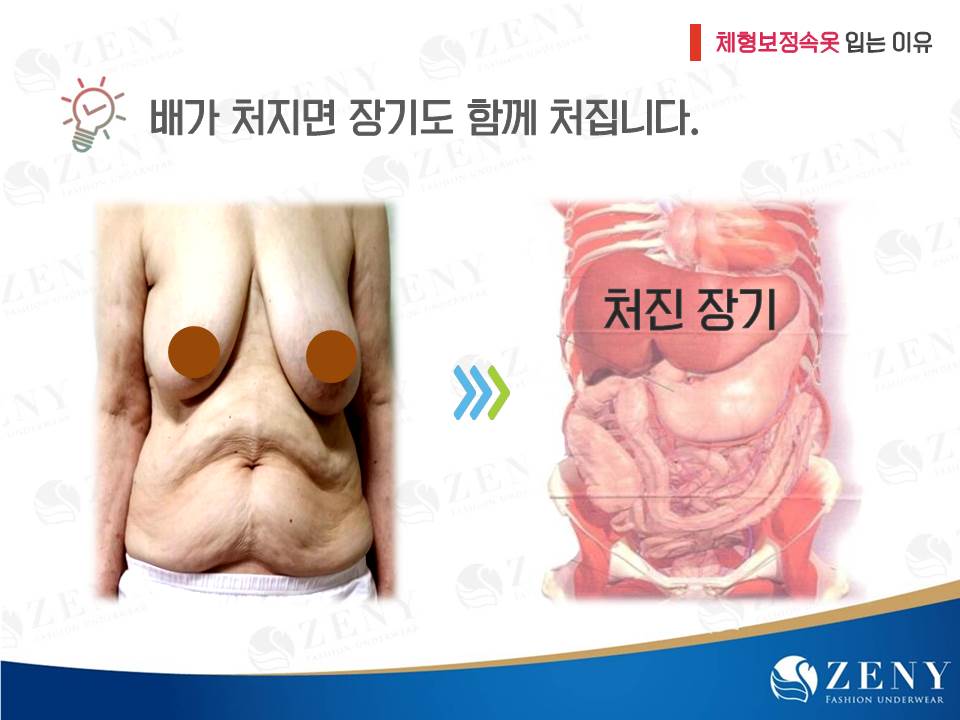 체형보정속옷 입는 이유
배가 처지면 장기도 함께 처집니다.
처진 장기
ZENY
FASHION UNDERWEAR